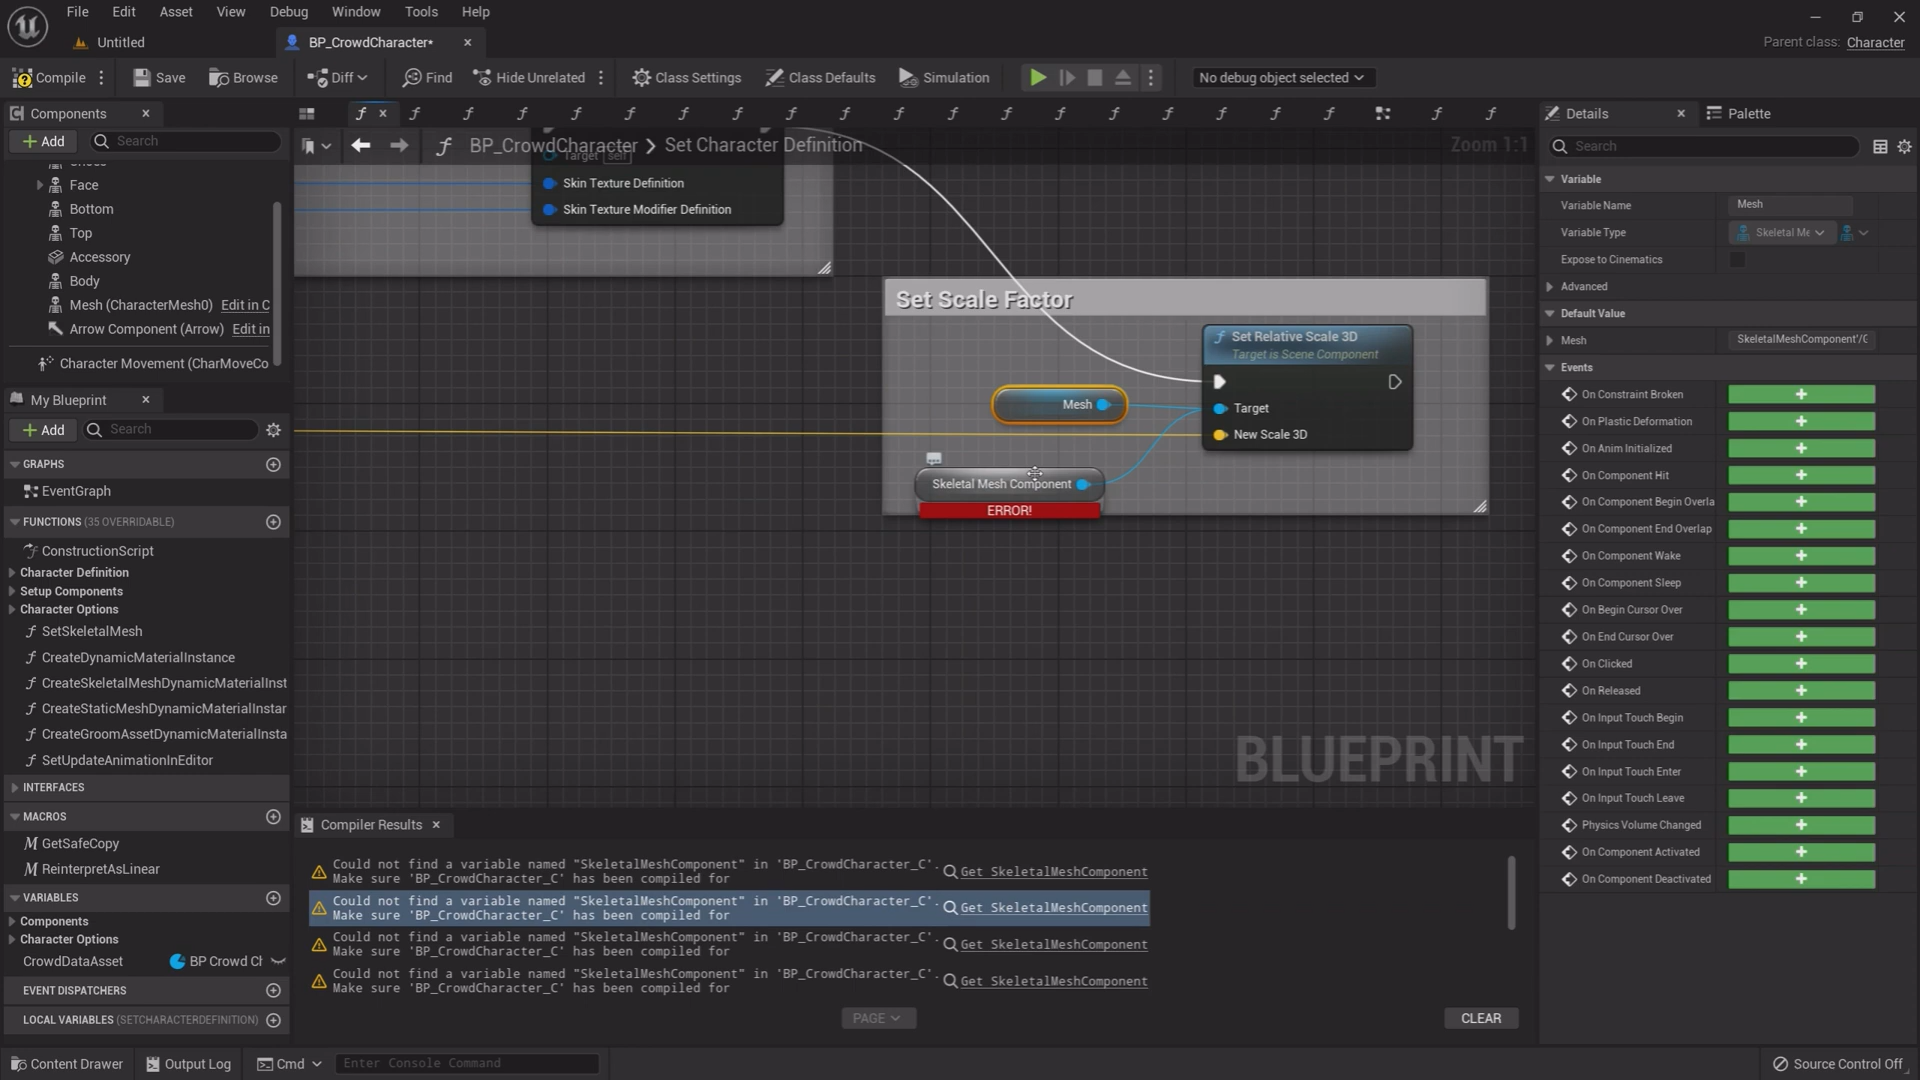 File Edit Asset View Debug Window Tools Help
Untitled
BP_CrowdCharacter*
Parent class: Character
Compile
Save
Browse
Diff
Find
Hide Unrelated
Class Settings
Class Defaults
Simulation
No debug object selected
Components
Add
Search
Face
Bottom
Top
Accessory
Body
Mesh (CharacterMesh0) Edit in C
Arrow Component (Arrow) Edit in
Character Movement (CharMoveCo
My Blueprint
Add
Search
GRAPHS
EventGraph
FUNCTIONS (35 OVERRIDABLE)
ConstructionScript
Character Definition
Setup Components
Character Options
SetSkeletalMesh
CreateDynamicMaterialInstance
CreateSkeletalMeshDynamicMaterialInst
CreateStaticMeshDynamicMaterialInstar
CreateGroomAssetDynamicMaterialInsta
SetUpdateAnimationInEditor
INTERFACES
MACROS
GetSafeCopy
ReinterpretAsLinear
VARIABLES
Components
Character Options
CrowdDataAsset BP Crowd Cl
EVENT DISPATCHERS
LOCAL VARIABLES (SETCHARACTERDEFINITION)
BP_CrowdCharacter > Set Character Definition
Zoom 1:1
Target self
Skin Texture Definition
Skin Texture Modifier Definition
Set Scale Factor
Set Relative Scale 3D
Target is Scene Component
Mesh
Target
New Scale 3D
Skeletal Mesh Component
ERROR!
BLUEPRINT
Compiler Results
Could not find a variable named "SkeletalMeshComponent" in 'BP_CrowdCharacter_C'.
Make sure 'BP_CrowdCharacter_C' has been compiled for
Get SkeletalMeshComponent
Could not find a variable named "SkeletalMeshComponent" in 'BP_CrowdCharacter_C'.
Make sure 'BP_CrowdCharacter_C' has been compiled for
Get SkeletalMeshComponent
Could not find a variable named "SkeletalMeshComponent" in 'BP_CrowdCharacter_C'.
Make sure 'BP_CrowdCharacter_C' has been compiled for
Get SkeletalMeshComponent
Could not find a variable named "SkeletalMeshComponent" in 'BP_CrowdCharacter_C'.
Make sure 'BP_CrowdCharacter_C' has been compiled for
Get SkeletalMeshComponent
PAGE
CLEAR
Details
Palette
Search
Variable
Variable Name Mesh
Variable Type Skeletal Me
Expose to Cinematics
Advanced
Default Value
Mesh SkeletalMeshComponent'/G
Events
On Constraint Broken
On Plastic Deformation
On Anim Initialized
On Component Hit
On Component Begin Overla
On Component End Overlap
On Component Wake
On Component Sleep
On Begin Cursor Over
On End Cursor Over
On Clicked
On Released
On Input Touch Begin
On Input Touch End
On Input Touch Enter
On Input Touch Leave
Physics Volume Changed
On Component Activated
On Component Deactivated
Content Drawer
Output Log
Cmd
Enter Console Command
Source Control Off